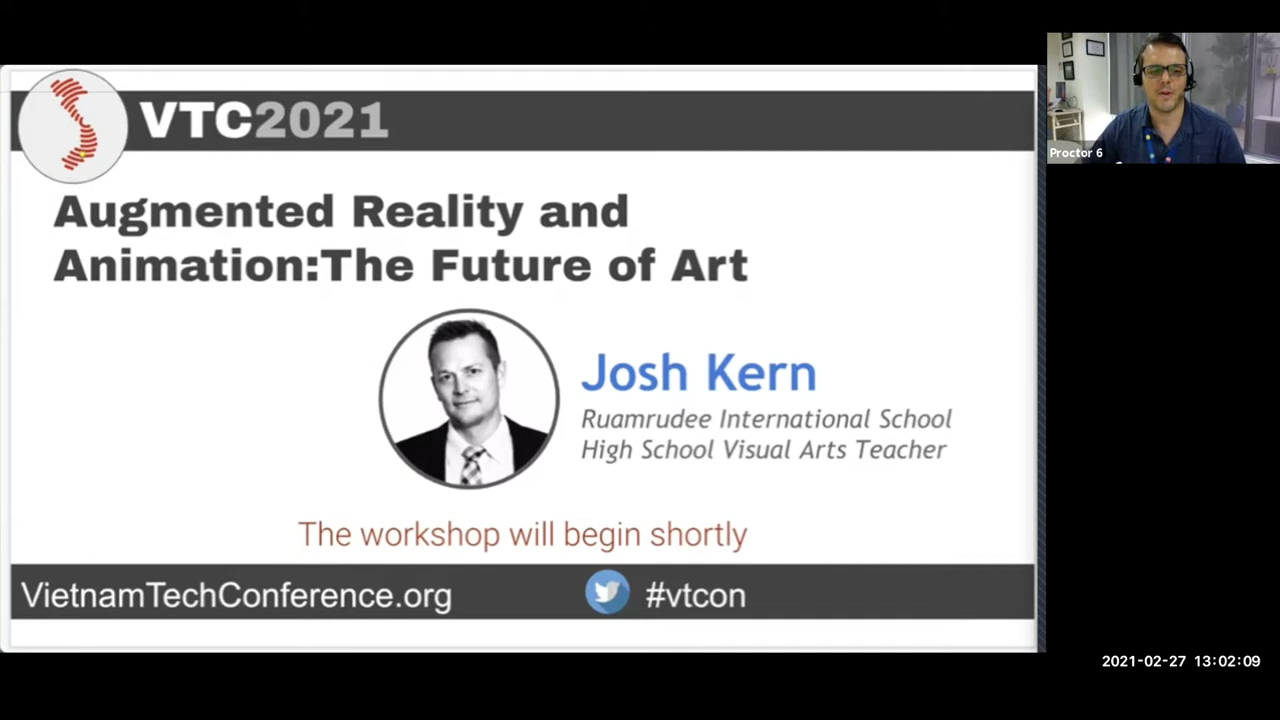 VTC2021
Augmented Reality and
Animation:The Future of Art
Josh Kern
Ruamrudee International School
High School Visual Arts Teacher
The workshop will begin shortly
VietnamTechConference.org
#vtcon
Proctor 6
2021-02-27 13:02:09